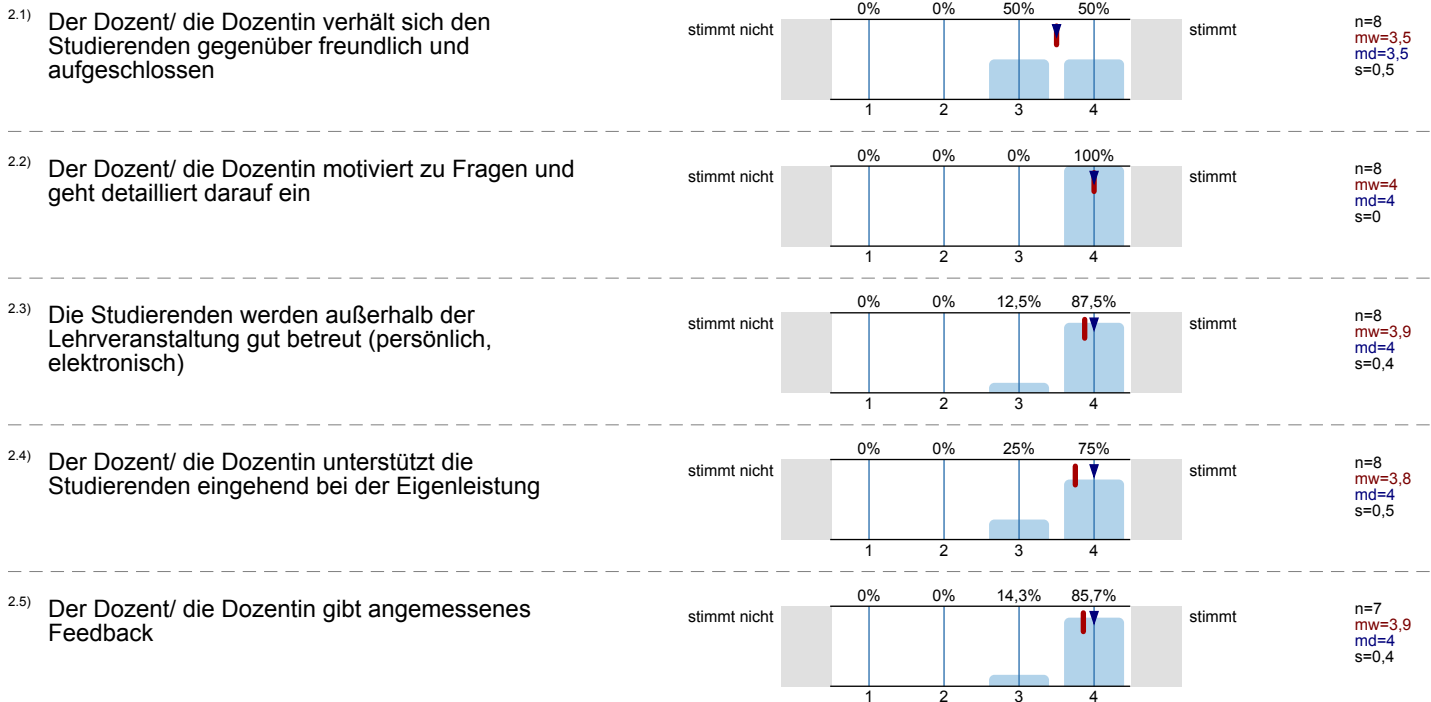 2.1) Der Dozent/ die Dozentin verhält sich den
Studierenden gegenüber freundlich und
aufgeschlossen
stimmt nicht
0% 0% 50% 50%
1 2 3 4
stimmt
n=8
mw=3,5
md=3,5
s=0,5
2.2) Der Dozent/ die Dozentin motiviert zu Fragen und
geht detailliert darauf ein
stimmt nicht
0% 0% 0% 100%
1 2 3 4
stimmt
n=8
mw=4
md=4
s=0
2.3) Die Studierenden werden außerhalb der
Lehrveranstaltung gut betreut (persönlich,
elektronisch)
stimmt nicht
0% 0% 12,5% 87,5%
1 2 3 4
stimmt
n=8
mw=3,9
md=4
s=0,4
2.4) Der Dozent/ die Dozentin unterstützt die
Studierenden eingehend bei der Eigenleistung
stimmt nicht
0% 0% 25% 75%
1 2 3 4
stimmt
n=8
mw=3,8
md=4
s=0,5
2.5) Der Dozent/ die Dozentin gibt angemessenes
Feedback
stimmt nicht
0% 0% 14,3% 85,7%
1 2 3 4
stimmt
n=7
mw=3,9
md=4
s=0,4